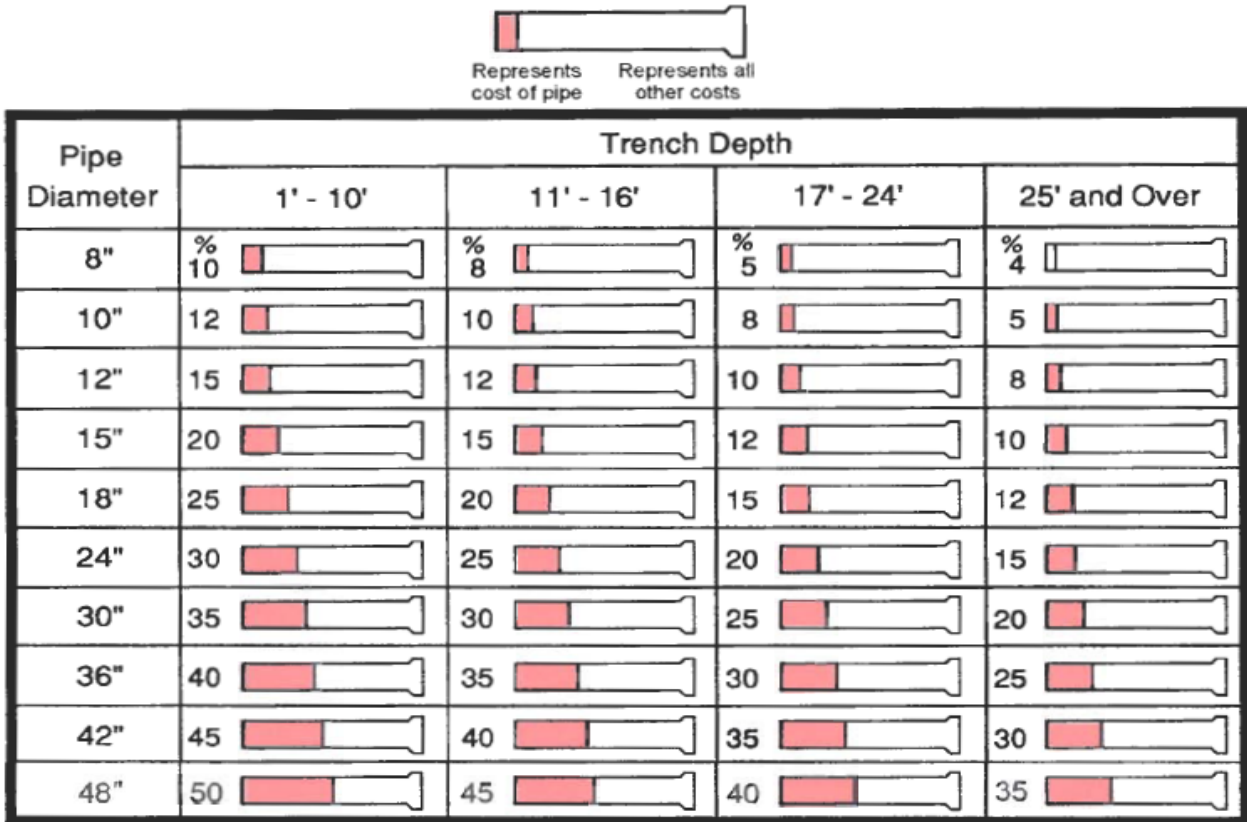 Represents cost of pipe
Represents all other costs
Pipe Diameter
Trench Depth
1' - 10'
11' - 16'
17' - 24'
25' and Over
8" % 10 % 8 % 5 % 4
10" 12 10 8 5
12" 15 12 10 8
15" 20 15 12 10
18" 25 20 15 12
24" 30 25 20 15
30" 35 30 25 20
36" 40 35 30 25
42" 45 40 35 30
48" 50 45 40 35